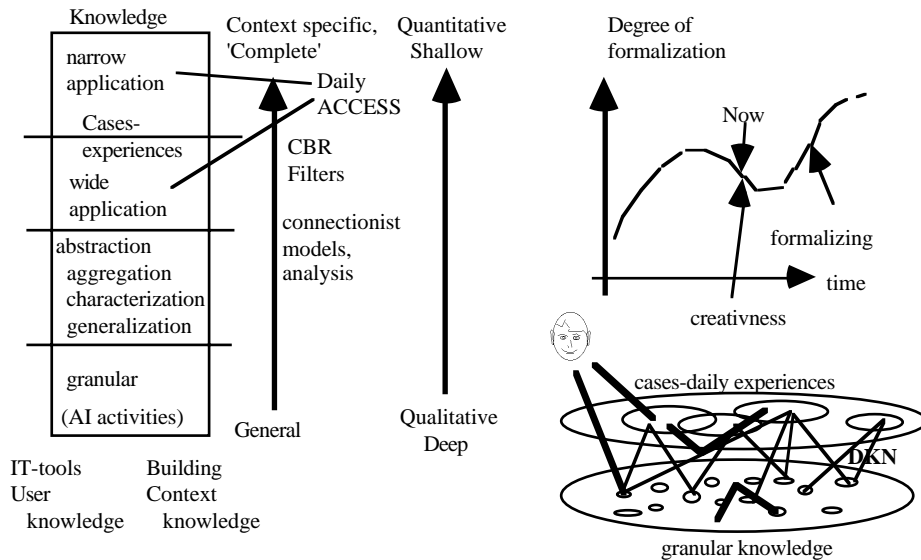 Knowledge
narrow
application
Cases-
experiences
wide
application
abstraction
aggregation
characterization
generalization
granular
(AI activities)
IT-tools
User
knowledge
Building
Context
knowledge
Context specific,
'Complete'
Daily
ACCESS
CBR
Filters
connectionist
models,
analysis
General
Quantitative
Shallow
Qualitative
Deep
Degree of
formalization
Now
formalizing
time
creativness
cases-daily experiences
DKN
granular knowledge